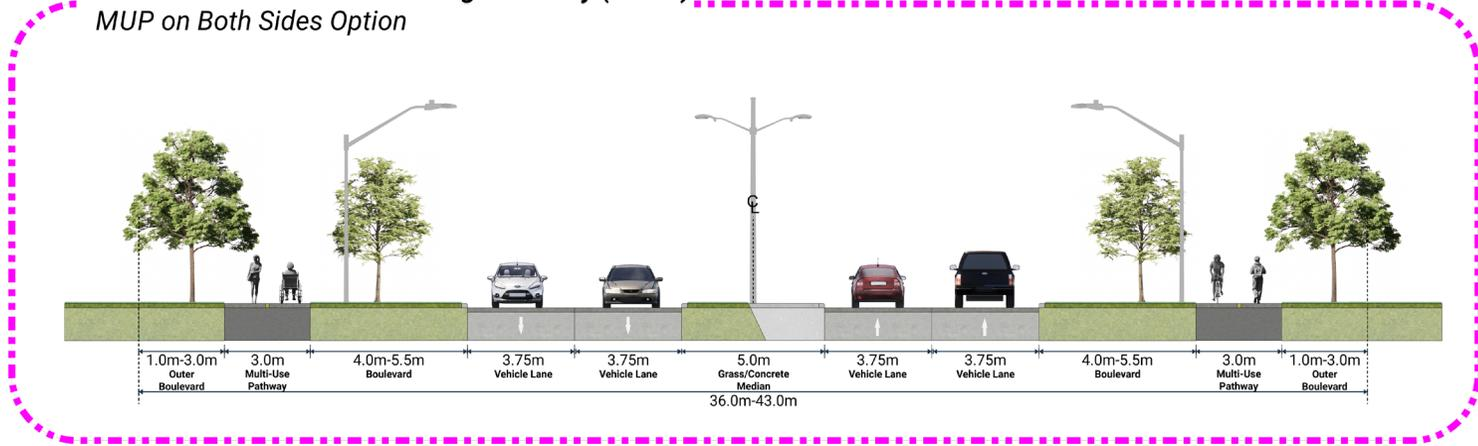 MUP on Both Sides Option
℄
1.0m-3.0m 3.0m 4.0m-5.5m 3.75m 3.75m 5.0m 3.75m 3.75m 4.0m-5.5m 3.0m 1.0m-3.0m
Outer Multi-Use Boulevard Vehicle Lane Vehicle Lane Grass/Concrete Vehicle Lane Vehicle Lane Boulevard Multi-Use Outer
Boulevard Pathway Median Pathway Boulevard
36.0m-43.0m